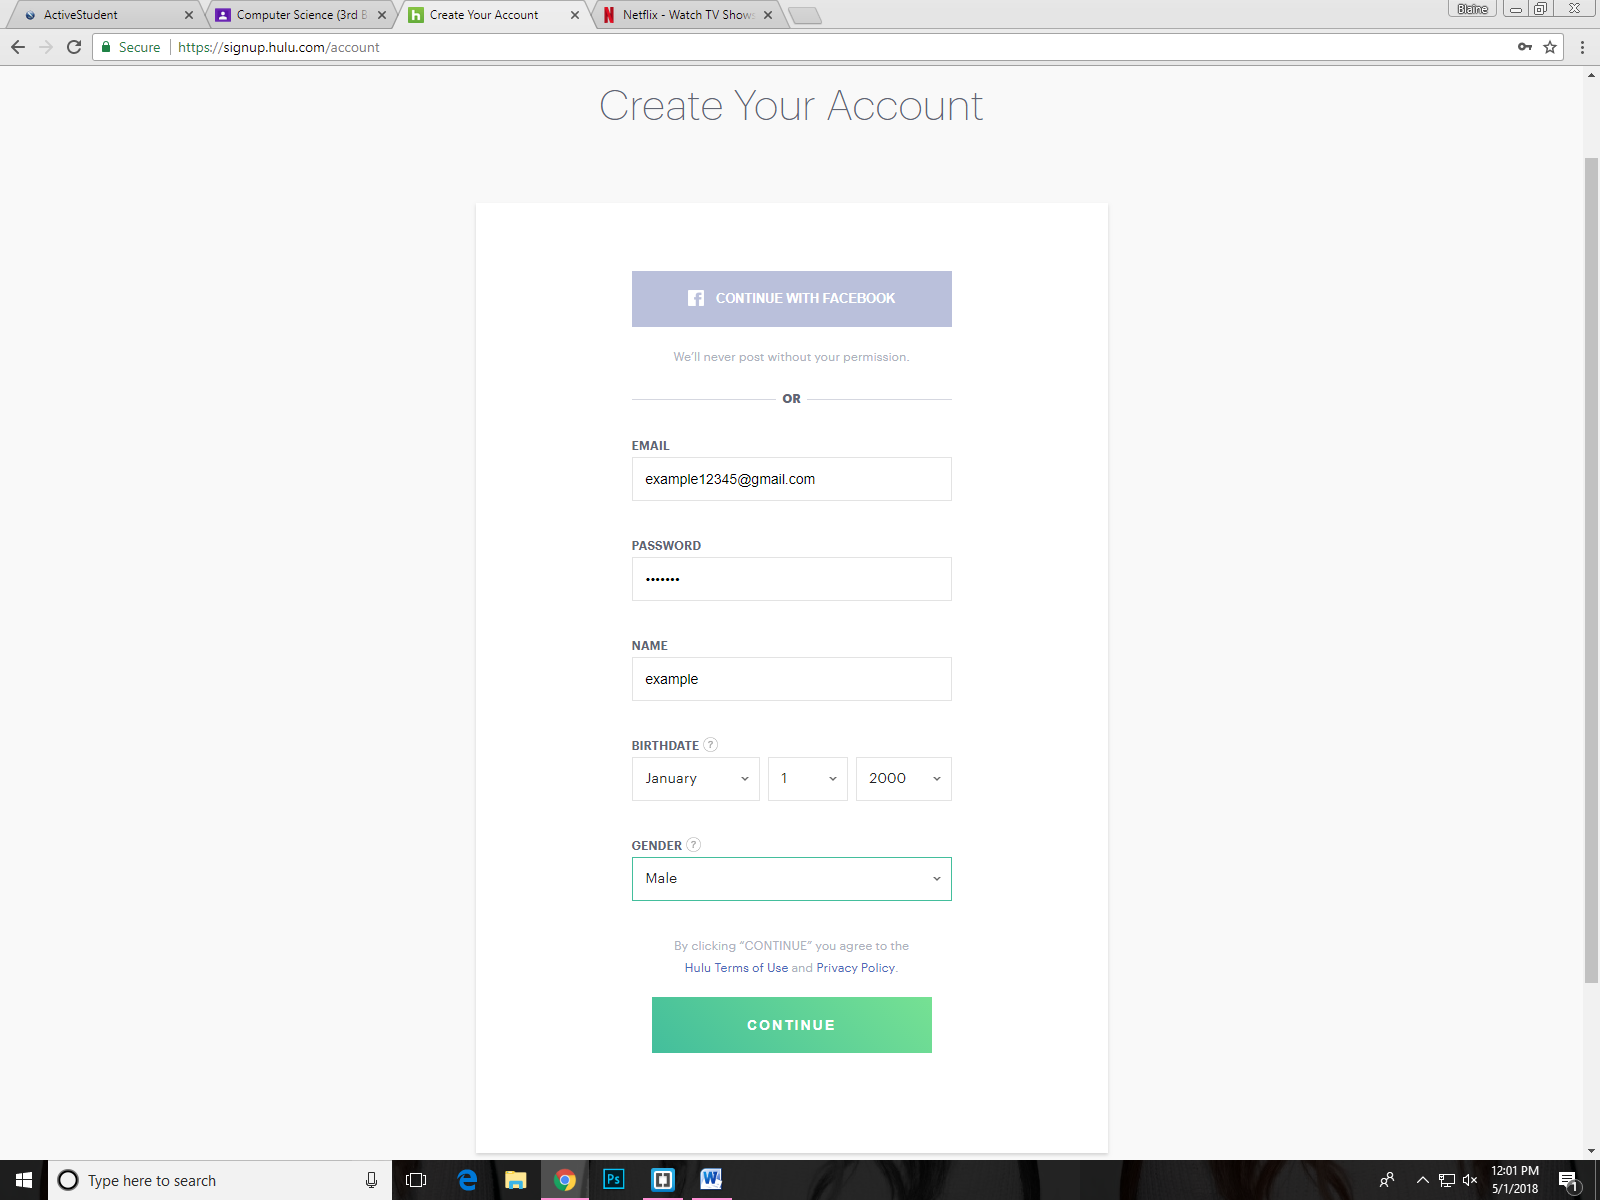 ActiveStudent
Computer Science (3rd B
Create Your Account
Netflix - Watch TV Shows
Blaine
Secure
https://signup.hulu.com/account
Create Your Account
CONTINUE WITH FACEBOOK
We'll never post without your permission.
OR
EMAIL
example12345@gmail.com
PASSWORD
•••••••
NAME
example
BIRTHDATE ?
January 1 2000
GENDER ?
Male
By clicking “CONTINUE” you agree to the
Hulu Terms of Use and Privacy Policy.
CONTINUE
Type here to search
Ps
W
12:01 PM
5/1/2018
1